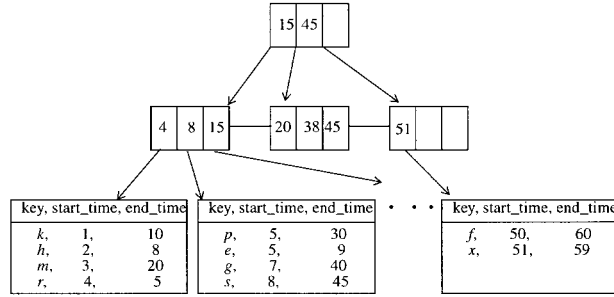 15 45
4 8 15
20 38 45
51
key, start_time, end_time
k, 1, 10
h, 2, 8
m, 3, 20
r, 4, 5
key, start_time, end_time
p, 5, 30
e, 5, 9
g, 7, 40
s, 8, 45
key, start_time, end_time
f, 50, 60
x, 51, 59